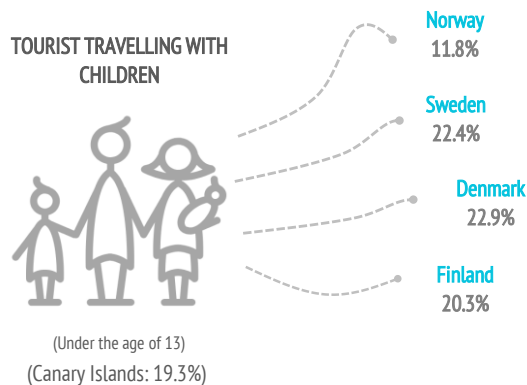 TOURIST TRAVELLING WITH
CHILDREN
Norway
11.8%
Sweden
22.4%
Denmark
22.9%
Finland
20.3%
(Under the age of 13)
(Canary Islands: 19.3%)